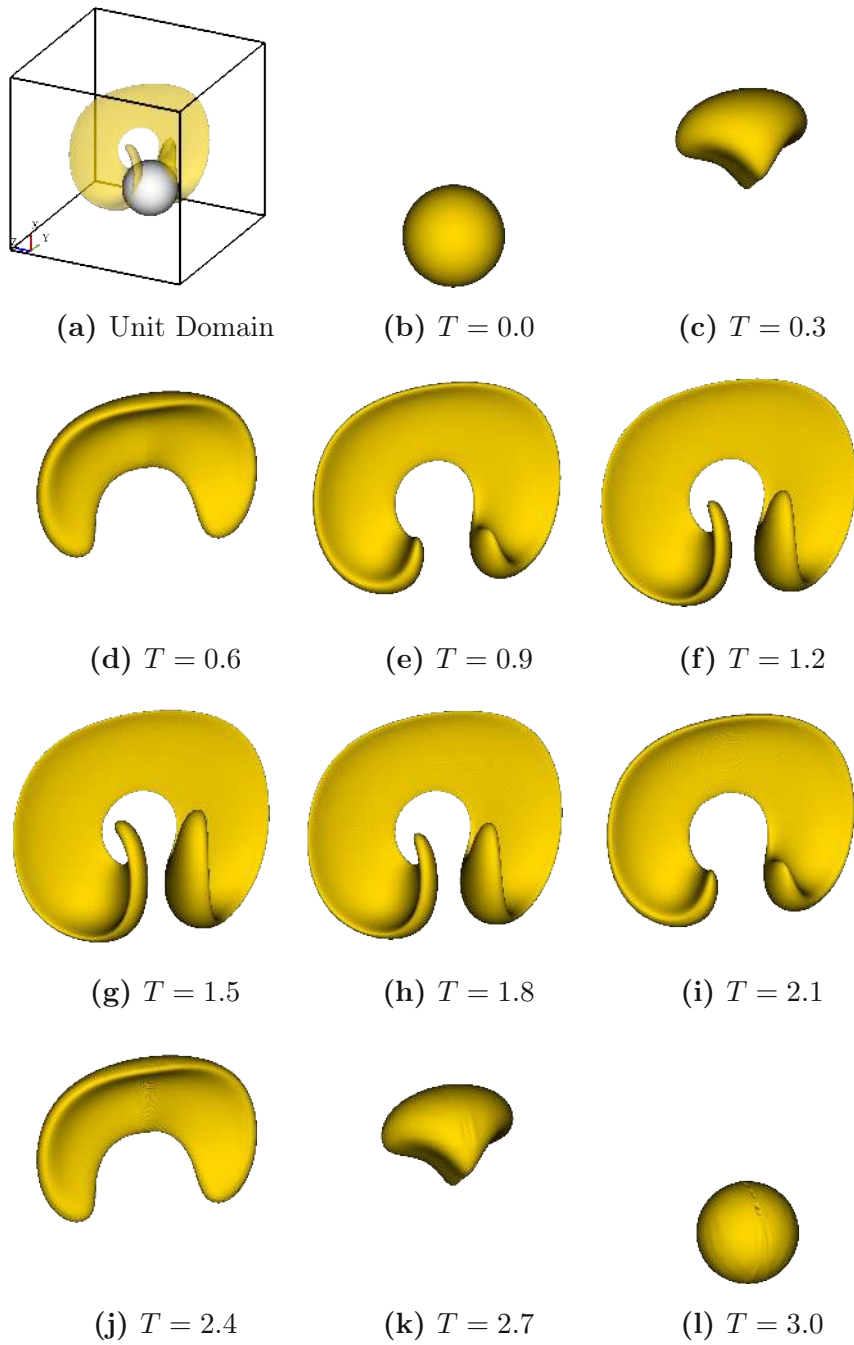 X
Z
Y
(a) Unit Domain
(b) T = 0.0
(c) T = 0.3
(d) T = 0.6
(e) T = 0.9
(f) T = 1.2
(g) T = 1.5
(h) T = 1.8
(i) T = 2.1
(j) T = 2.4
(k) T = 2.7
(l) T = 3.0